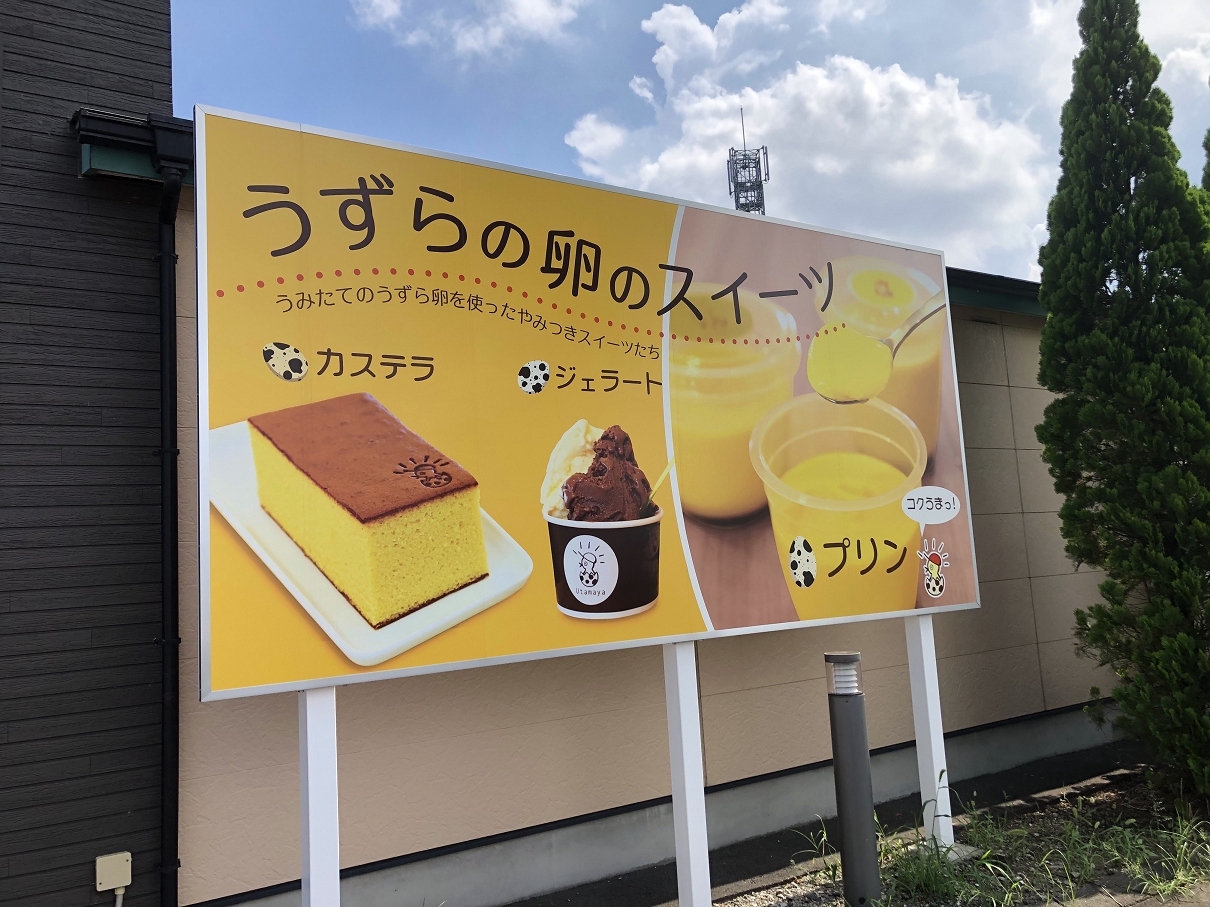 うずらの卵のスイーツ
うみたてのうずら卵を使ったやみつきスイーツたち
カステラ
ジェラート
Utamaya
プリン
コクうまっ!